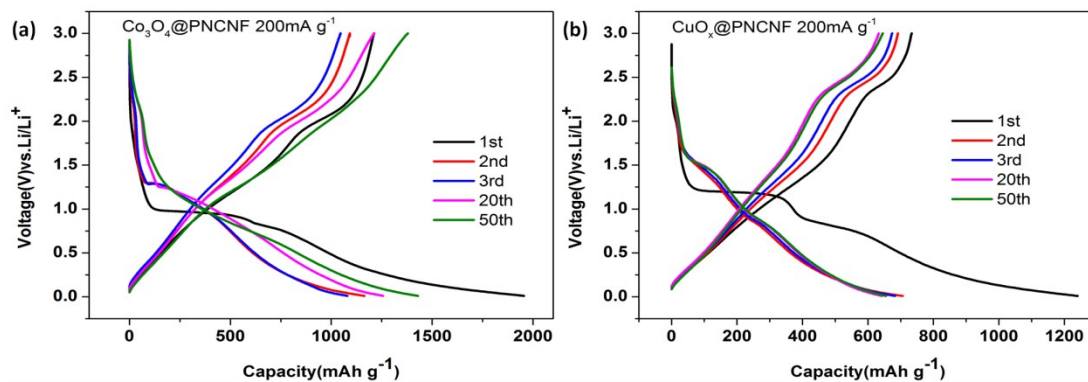 (a)
Co₃O₄@PNCNF 200mA g⁻¹
3.0
2.5
2.0
1.5
1.0
0.5
0.0
Voltage(V)vs.Li/Li⁺
1st
2nd
3rd
20th
50th
0 500 1000 1500 2000
Capacity(mAh g⁻¹)
(b)
CuOₓ@PNCNF 200mA g⁻¹
3.0
2.5
2.0
1.5
1.0
0.5
0.0
Voltage(V)vs.Li/Li⁺
1st
2nd
3rd
20th
50th
0 200 400 600 800 1000 1200
Capacity(mAh g⁻¹)